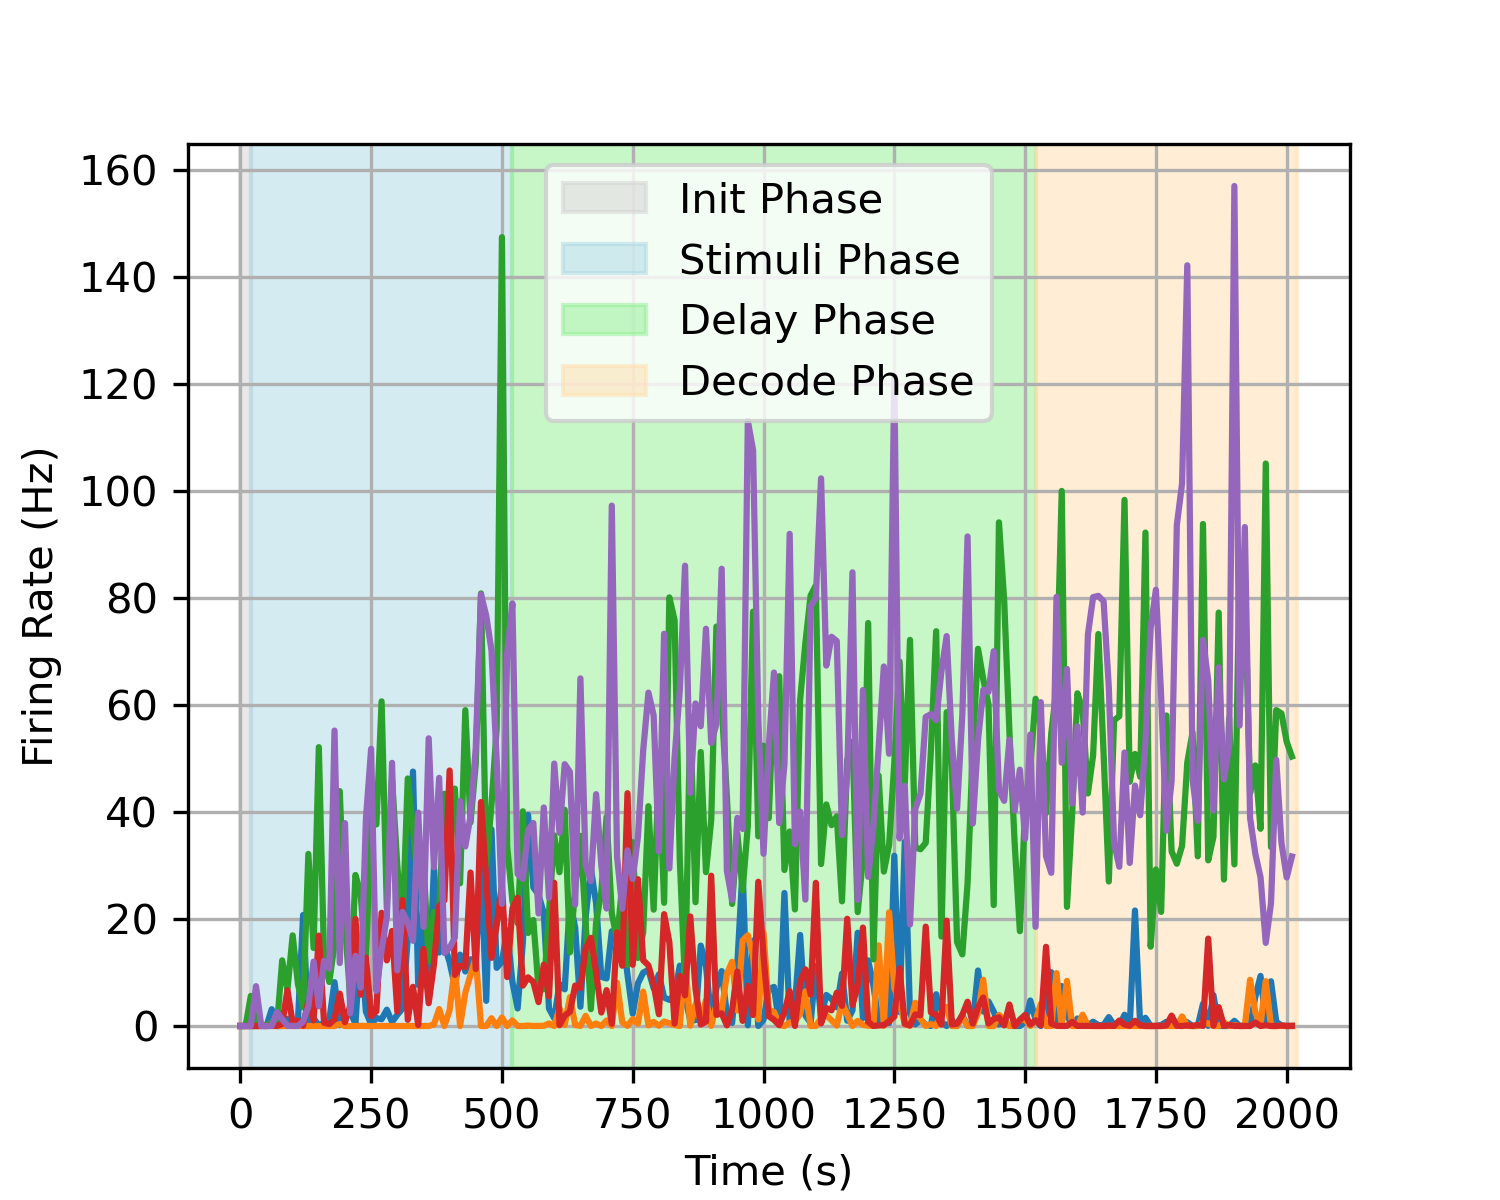 160
140
120
100
80
60
40
20
0
Firing Rate (Hz)
Init Phase
Stimuli Phase
Delay Phase
Decode Phase
0 250 500 750 1000 1250 1500 1750 2000
Time (s)